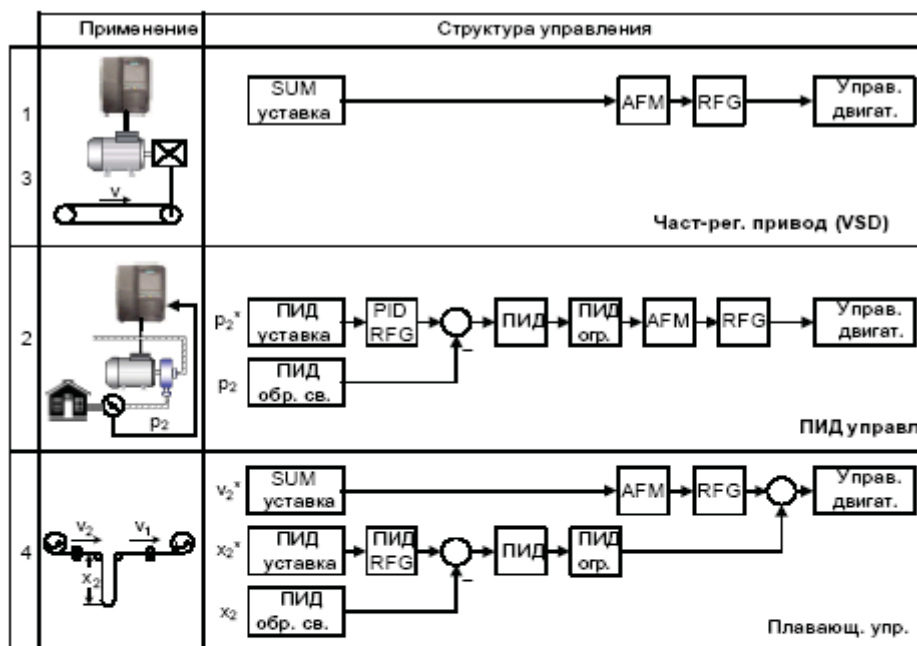 Применение
Структура управления
1
3
v
SUM
уставка
AFM
RFG
Управ.
двигат.
Част-рег. привод (VSD)
2
p2
p2*
ПИД
уставка
PID
RFG
−
ПИД
ПИД
огр.
AFM
RFG
Управ.
двигат.
p2
ПИД
обр. св.
ПИД управл
4
v2
v1
x2
v2*
SUM
уставка
AFM
RFG
Управ.
двигат.
x2*
ПИД
уставка
ПИД
RFG
−
ПИД
ПИД
огр.
x2
ПИД
обр. св.
Плавающ. упр.